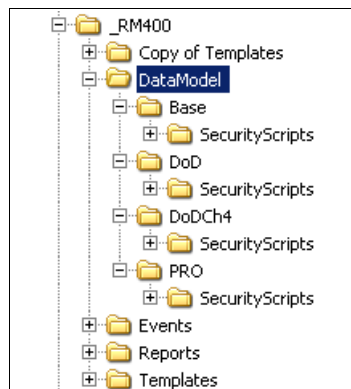 _RM400
Copy of Templates
DataModel
Base
SecurityScripts
DoD
SecurityScripts
DoDCh4
SecurityScripts
PRO
SecurityScripts
Events
Reports
Templates